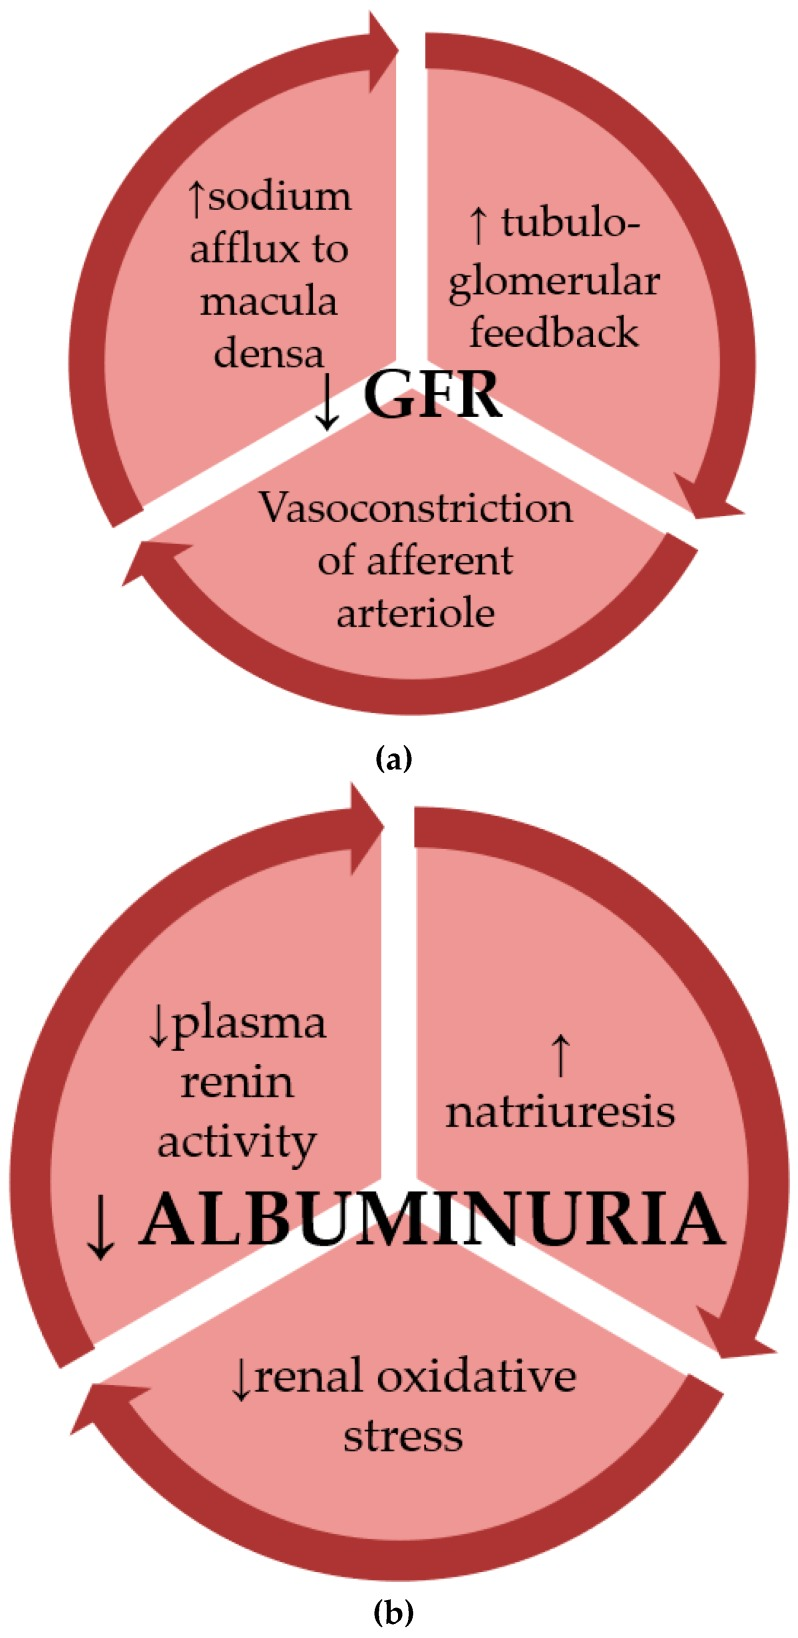 ↑sodium
afflux to
macula
densa
↑ tubulo-
glomerular
feedback
↓ GFR
Vasoconstriction
of afferent
arteriole
(a)
↓plasma
renin
activity
↑
natriuresis
↓ ALBUMINURIA
↓renal oxidative
stress
(b)